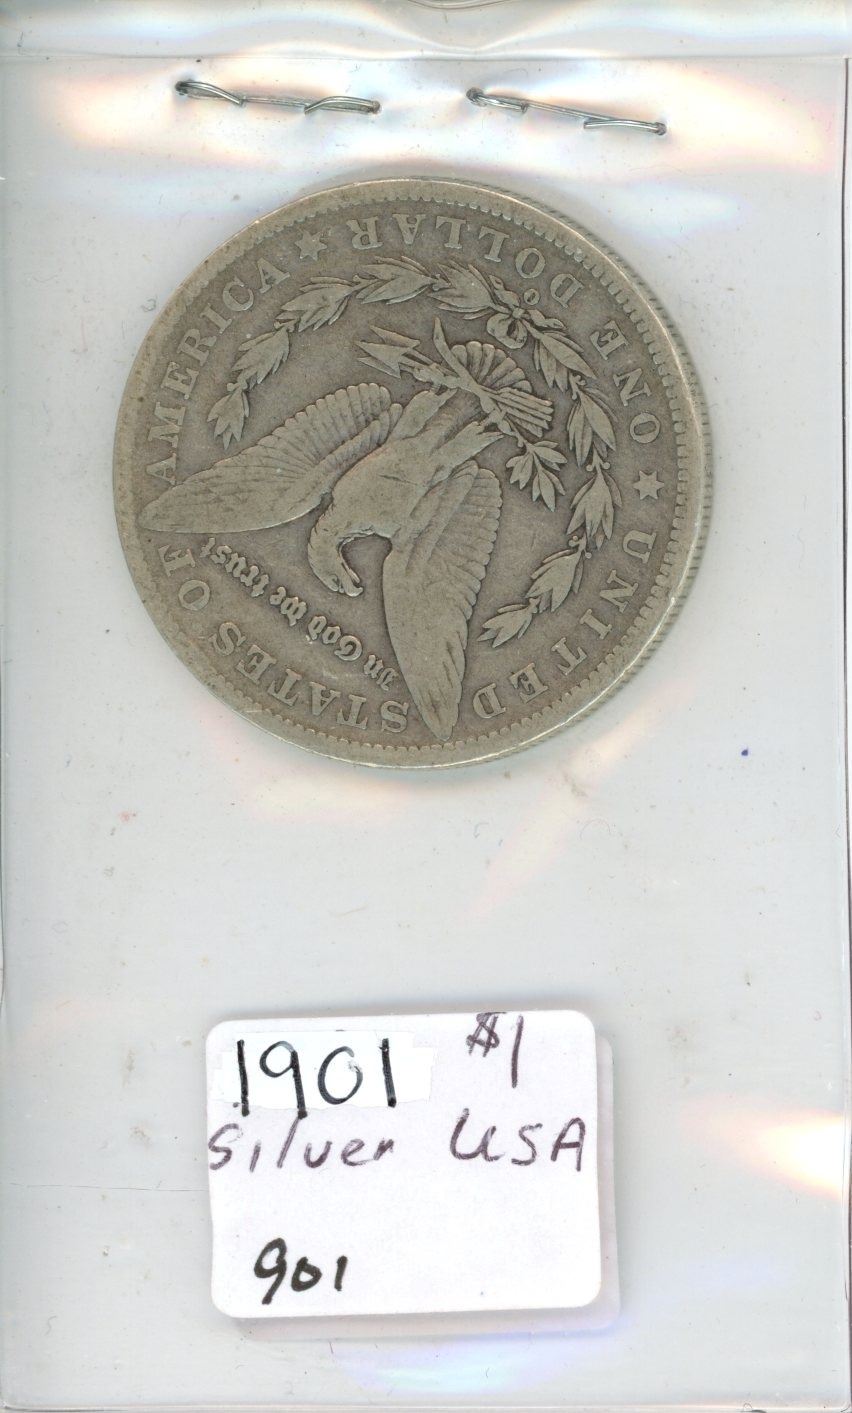 UNITED STATES OF AMERICA
In God we trust
ONE DOLLAR
O
1901 $1
Silver USA
901